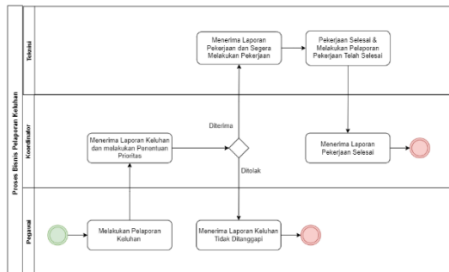 Proses Bisnis Pelaporan Keluhan
Teknisi
Menerima Laporan
Pekerjaan dan Segera
Melakukan Pekerjaan
Pekerjaan Selesai &
Melakukan Pelaporan
Pekerjaan Telah Selesai
Koordinator
Menerima Laporan Keluhan
dan melakukan Penentuan
Prioritas
Diterima
Ditolak
Menerima Laporan
Pekerjaan Selesai
Pegawai
Melakukan Pelaporan
Keluhan
Menerima Laporan Keluhan
Tidak Ditanggapi